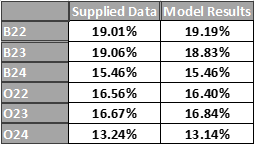 Supplied Data Model Results
B22 19.01% 19.19%
B23 19.06% 18.83%
B24 15.46% 15.46%
O22 16.56% 16.40%
O23 16.67% 16.84%
O24 13.24% 13.14%